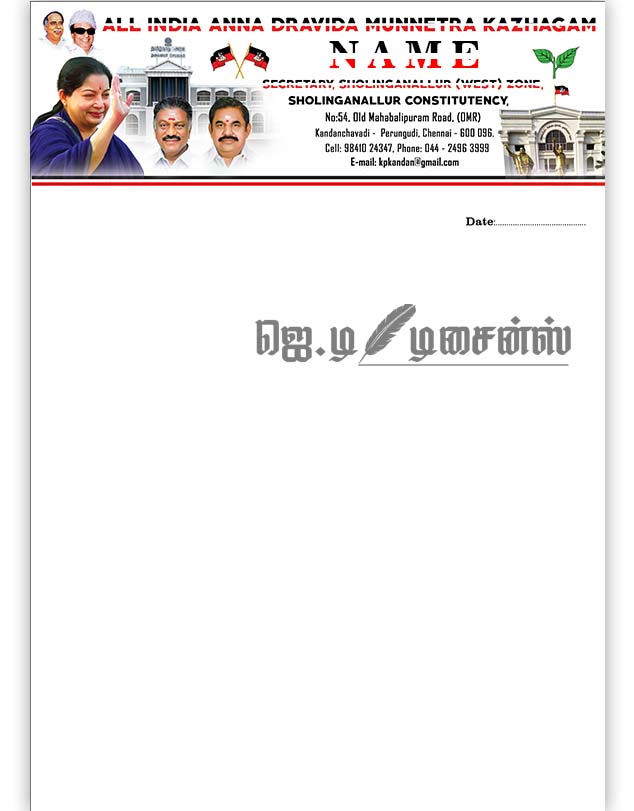 ALL INDIA ANNA DRAVIDA MUNNETRA KAZHAGAM
NAME
SECRETARY, SHOLINGANALLUR (WEST) ZONE,
SHOLINGANALLUR CONSTITUTENCY,
No:54, Old Mahabalipuram Road, (OMR)
Kandanchavadi - Perungudi, Chennai - 600 096.
Cell: 98410 24347, Phone: 044 - 2496 3999
E-mail: kpkandan@gmail.com
Date:..........................................
ஜெ.டி டிசைன்ஸ்